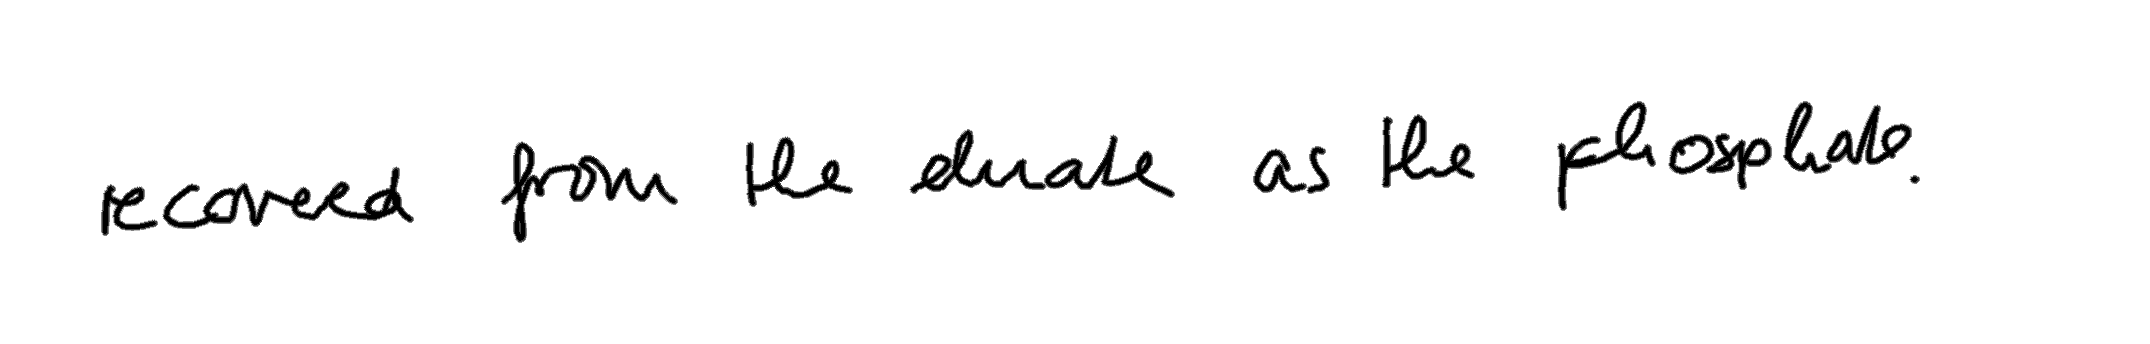 recovered from the eluate as the phosphate.